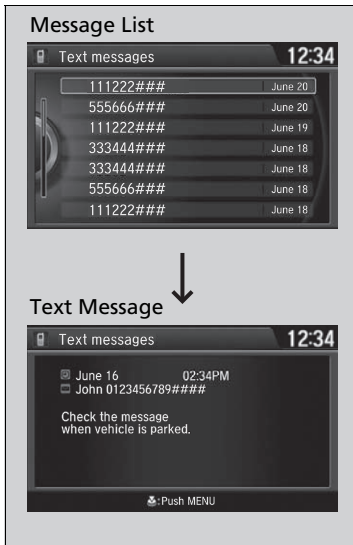 Message List
Text messages 12:34
111222### June 20
555666### June 20
111222### June 19
333444### June 18
333444### June 18
555666### June 18
111222### June 18
Text Message
Text messages 12:34
June 16 02:34PM
John 0123456789####
Check the message
when vehicle is parked.
:Push MENU